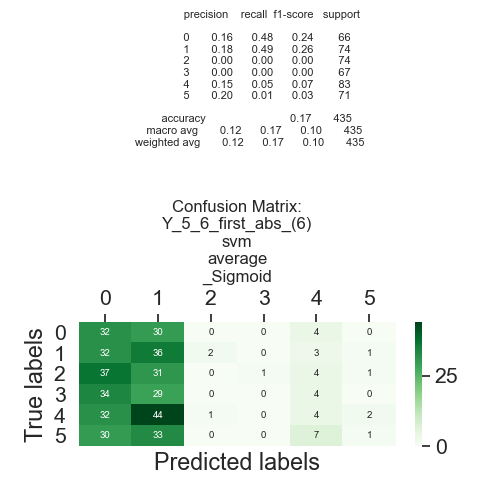 precision recall f1-score support
0 0.16 0.48 0.24 66
1 0.18 0.49 0.26 74
2 0.00 0.00 0.00 74
3 0.00 0.00 0.00 67
4 0.15 0.05 0.07 83
5 0.20 0.01 0.03 71
accuracy 0.17 435
macro avg 0.12 0.17 0.10 435
weighted avg 0.12 0.17 0.10 435
Confusion Matrix:
Y_5_6_first_abs_(6)
svm
average
_Sigmoid
0 1 2 3 4 5
0 32 30 0 0 4 0
1 32 36 2 0 3 1
2 37 31 0 1 4 1
3 34 29 0 0 4 0
4 32 44 1 0 4 2
5 30 33 0 0 7 1
True labels
Predicted labels
25
0